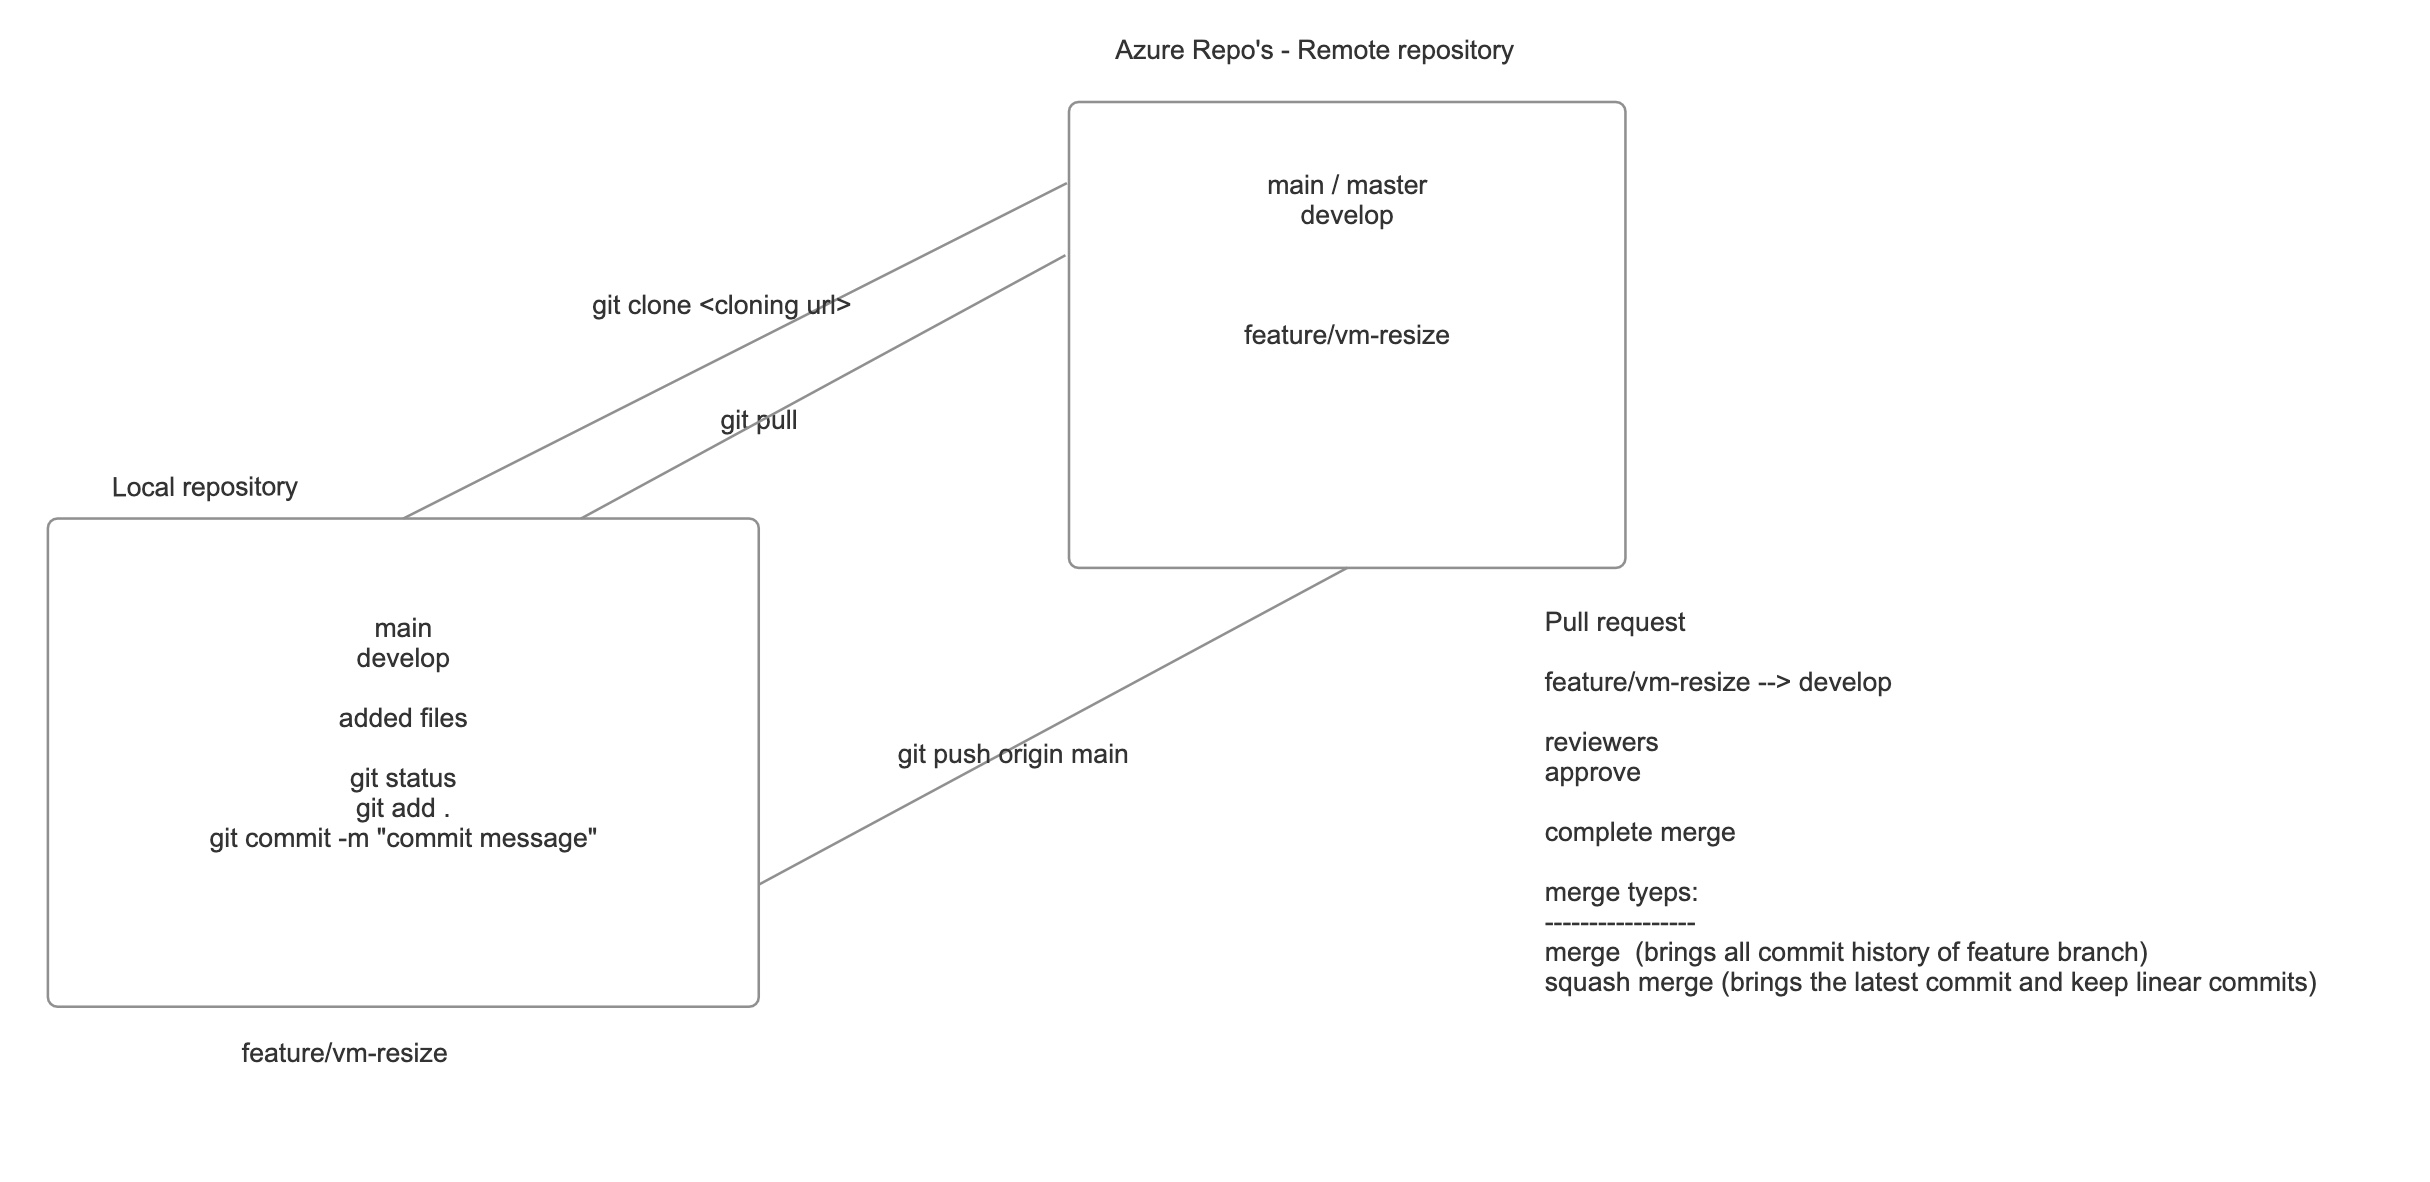 Azure Repo's - Remote repository
main / master
develop
feature/vm-resize
git clone <cloning url>
git pull
Local repository
main
develop
added files
git status
git add .
git commit -m "commit message"
feature/vm-resize
git push origin main
Pull request
feature/vm-resize --> develop
reviewers
approve
complete merge
merge tyeps:
-----------------
merge  (brings all commit history of feature branch)
squash merge (brings the latest commit and keep linear commits)